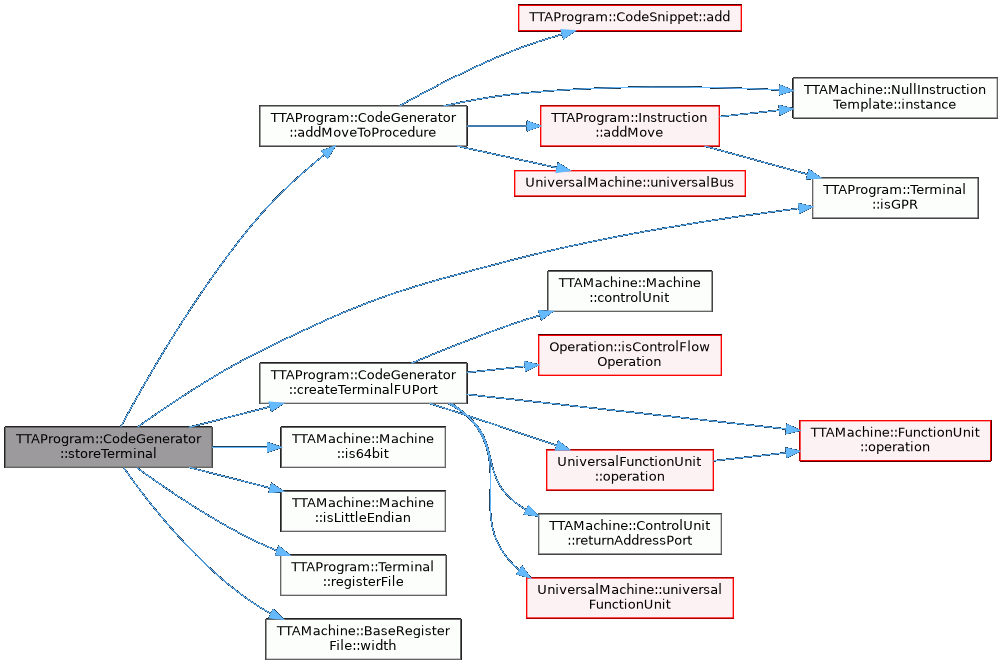 TTAProgram::CodeSnippet::add
TTAMachine::NullInstruction
Template::instance
TTAProgram::CodeGenerator
::addMoveToProcedure
TTAProgram::Instruction
::addMove
UniversalMachine::universalBus
TTAProgram::Terminal
::isGPR
TTAMachine::Machine
::controlUnit
Operation::isControlFlow
Operation
TTAProgram::CodeGenerator
::createTerminalFUPort
TTAProgram::CodeGenerator
::storeTerminal
TTAMachine::Machine
::is64bit
TTAMachine::FunctionUnit
::operation
UniversalFunctionUnit
::operation
TTAMachine::Machine
::isLittleEndian
TTAMachine::ControlUnit
::returnAddressPort
TTAProgram::Terminal
::registerFile
UniversalMachine::universal
FunctionUnit
TTAMachine::BaseRegister
File::width